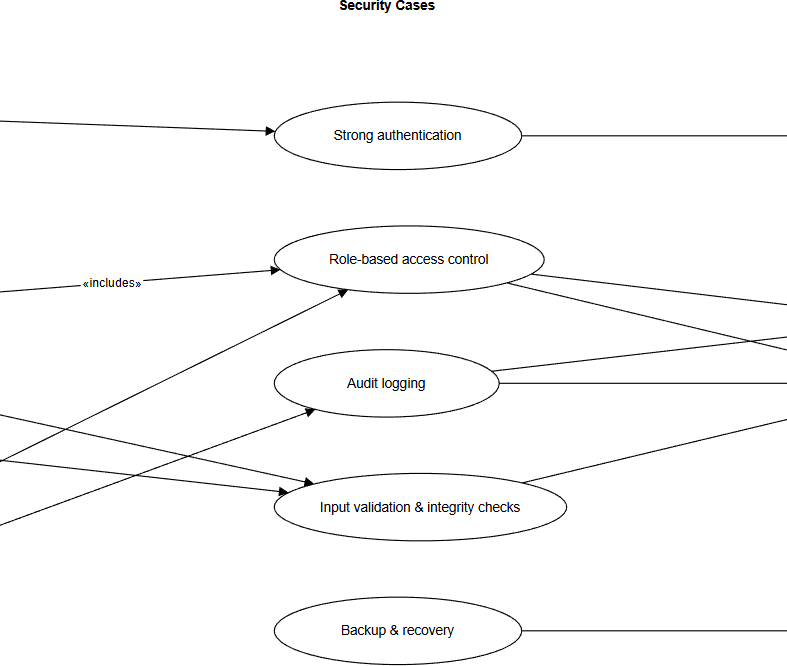 Security Cases
Strong authentication
Role-based access control
«includes»
Audit logging
Input validation & integrity checks
Backup & recovery